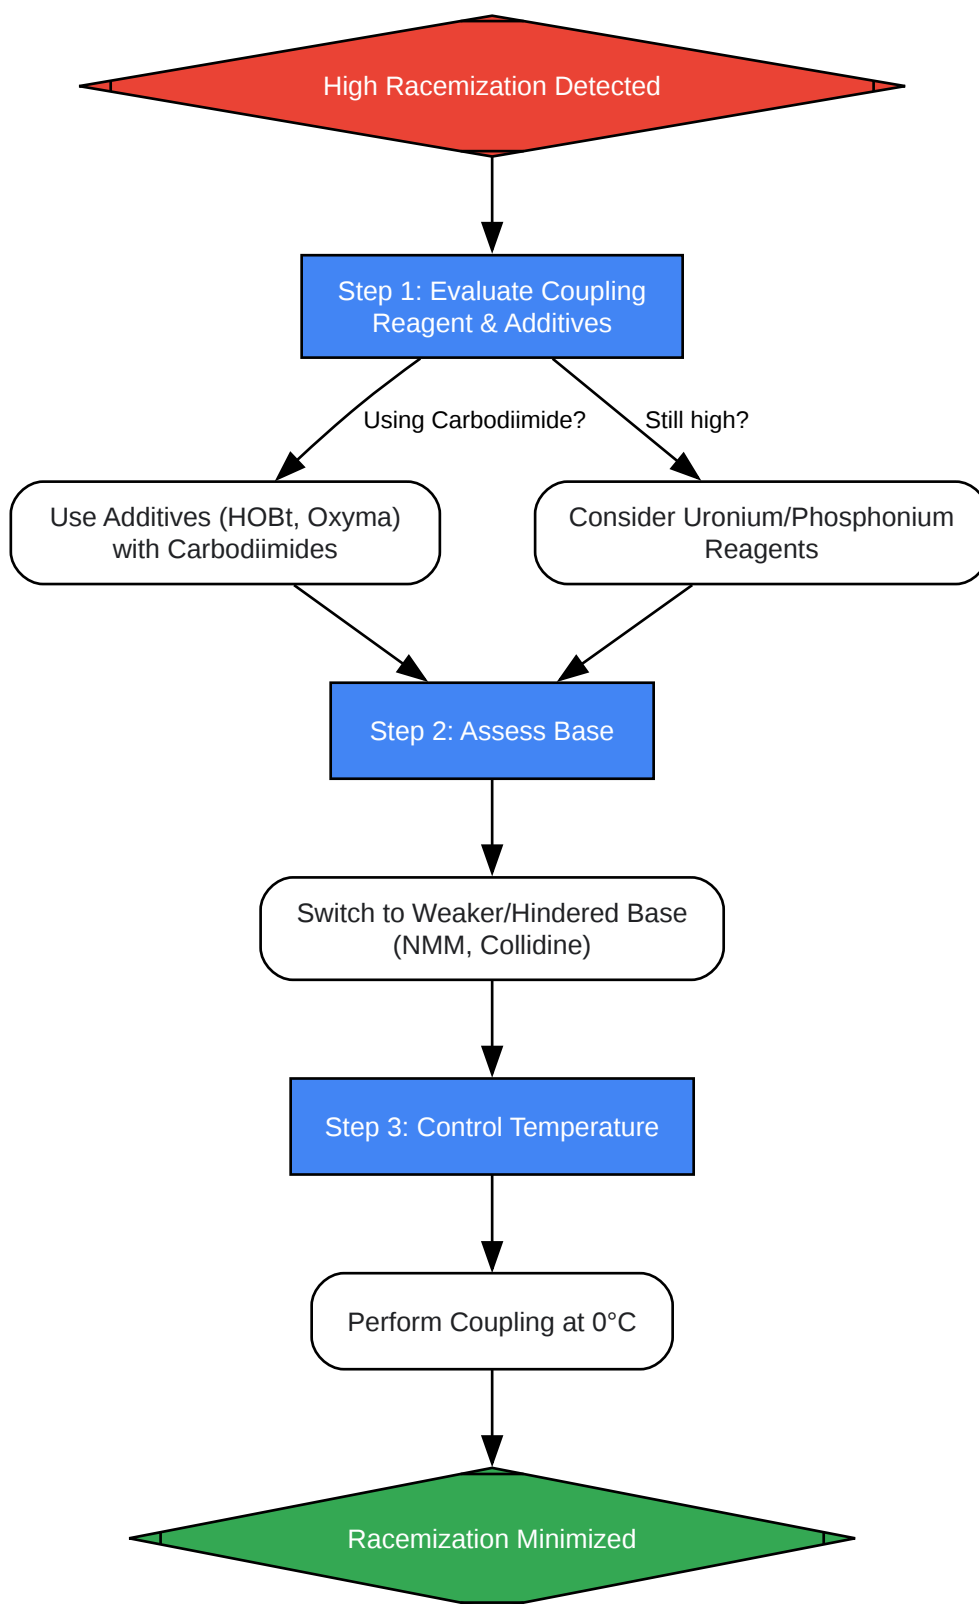 High Racemization Detected
Step 1: Evaluate Coupling
Reagent & Additives
Using Carbodiimide?
Still high?
Use Additives (HOBt, Oxyma)
with Carbodiimides
Consider Uronium/Phosphonium
Reagents
Step 2: Assess Base
Switch to Weaker/Hindered Base
(NMM, Collidine)
Step 3: Control Temperature
Perform Coupling at 0°C
Racemization Minimized